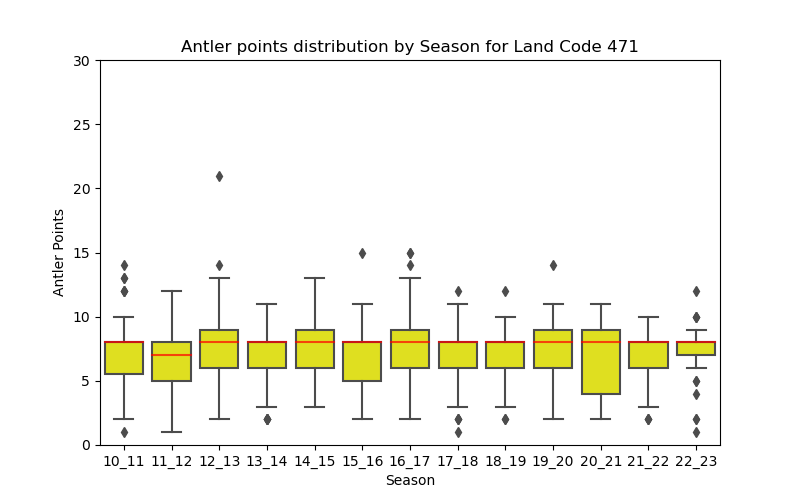 Antler points distribution by Season for Land Code 471
30
25
20
15
10
5
0
Antler Points
10_11 11_12 12_13 13_14 14_15 15_16 16_17 17_18 18_19 19_20 20_21 21_22 22_23
Season